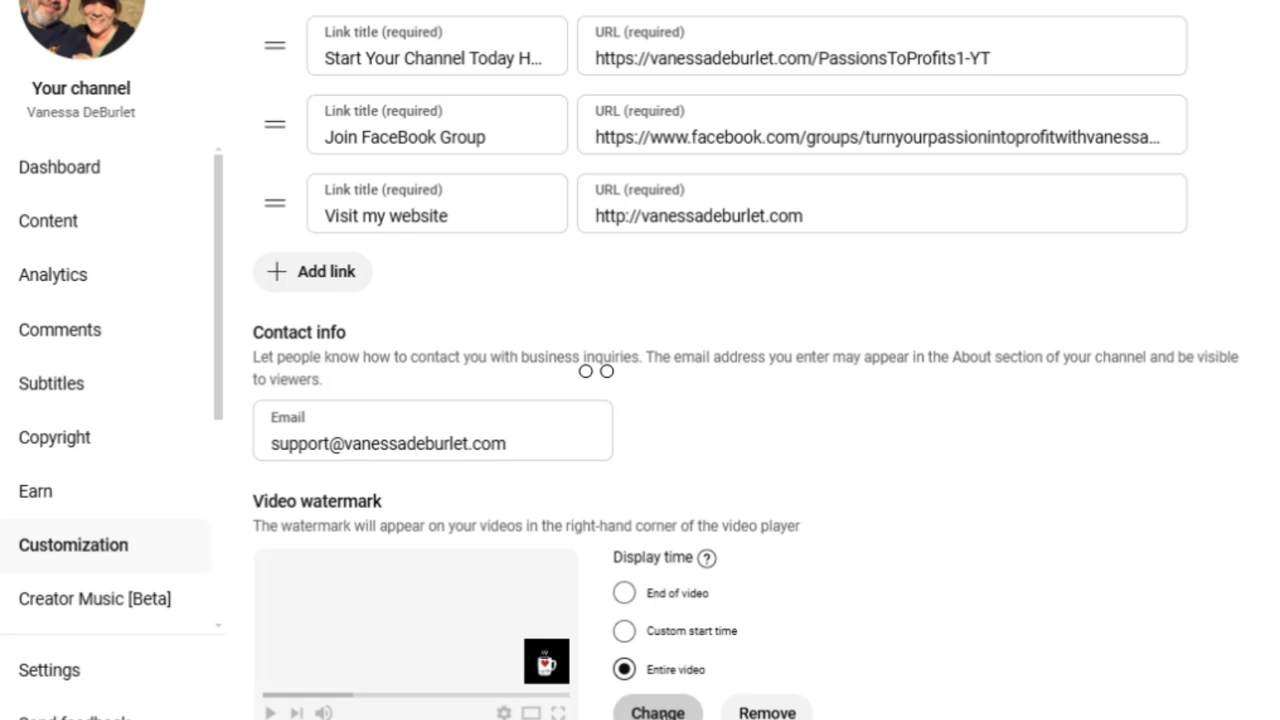 Your channel
Vanessa DeBurlet
Dashboard
Content
Analytics
Comments
Subtitles
Copyright
Earn
Customization
Creator Music [Beta]
Settings
Send feedback
Link title (required)
Start Your Channel Today H...
URL (required)
https://vanessadeburlet.com/PassionsToProfits1-YT
Link title (required)
Join FaceBook Group
URL (required)
https://www.facebook.com/groups/turnyourpassionintoprofitwithvanessa...
Link title (required)
Visit my website
URL (required)
http://vanessadeburlet.com
Add link
Contact info
Let people know how to contact you with business inquiries. The email address you enter may appear in the About section of your channel and be visible
to viewers.
Email
support@vanessadeburlet.com
Video watermark
The watermark will appear on your videos in the right-hand corner of the video player
Display time ?
End of video
Custom start time
Entire video
Change
Remove